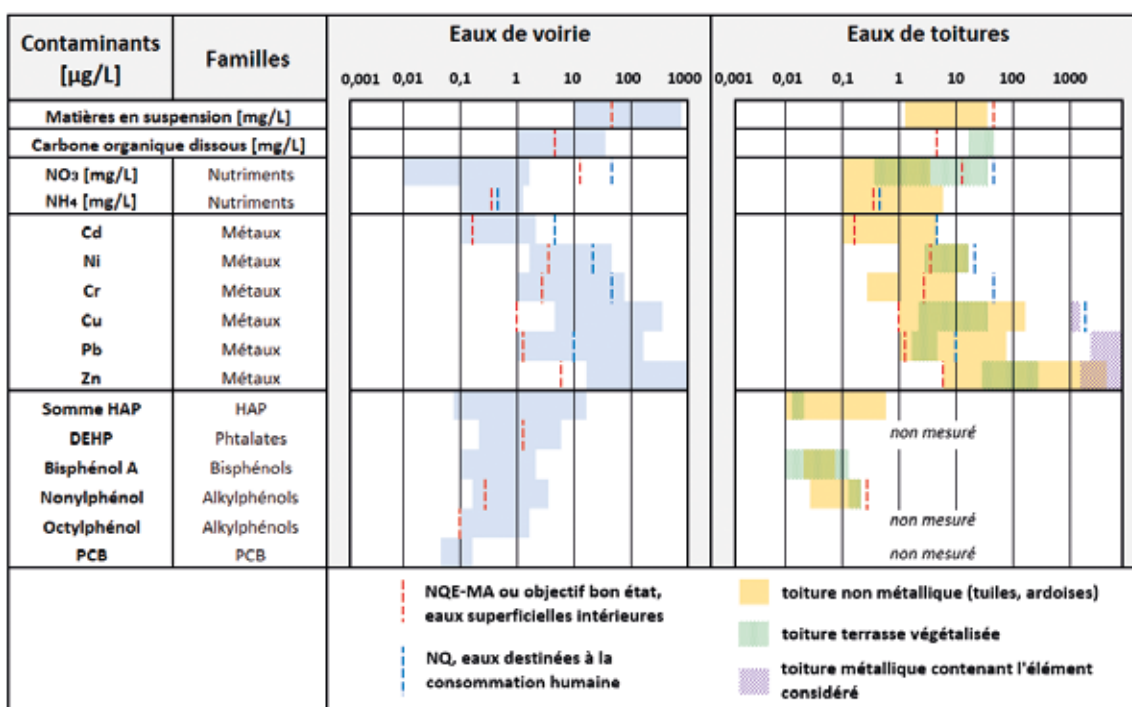 Contaminants [µg/L] Familles Eaux de voirie Eaux de toitures
0,001 0,01 0,1 1 10 100 1000 0,001 0,01 0,1 1 10 100 1000
Matières en suspension [mg/L]
Carbone organique dissous [mg/L]
NO3 [mg/L] Nutriments
NH4 [mg/L] Nutriments
Cd Métaux
Ni Métaux
Cr Métaux
Cu Métaux
Pb Métaux
Zn Métaux
Somme HAP HAP
DEHP Phtalates non mesuré
Bisphénol A Bisphénols
Nonylphénol Alkylphénols
Octylphénol Alkylphénols non mesuré
PCB PCB non mesuré
NQE-MA ou objectif bon état,
eaux superficielles intérieures
NQ, eaux destinées à la
consommation humaine
toiture non métallique (tuiles, ardoises)
toiture terrasse végétalisée
toiture métallique contenant l'élément
considéré